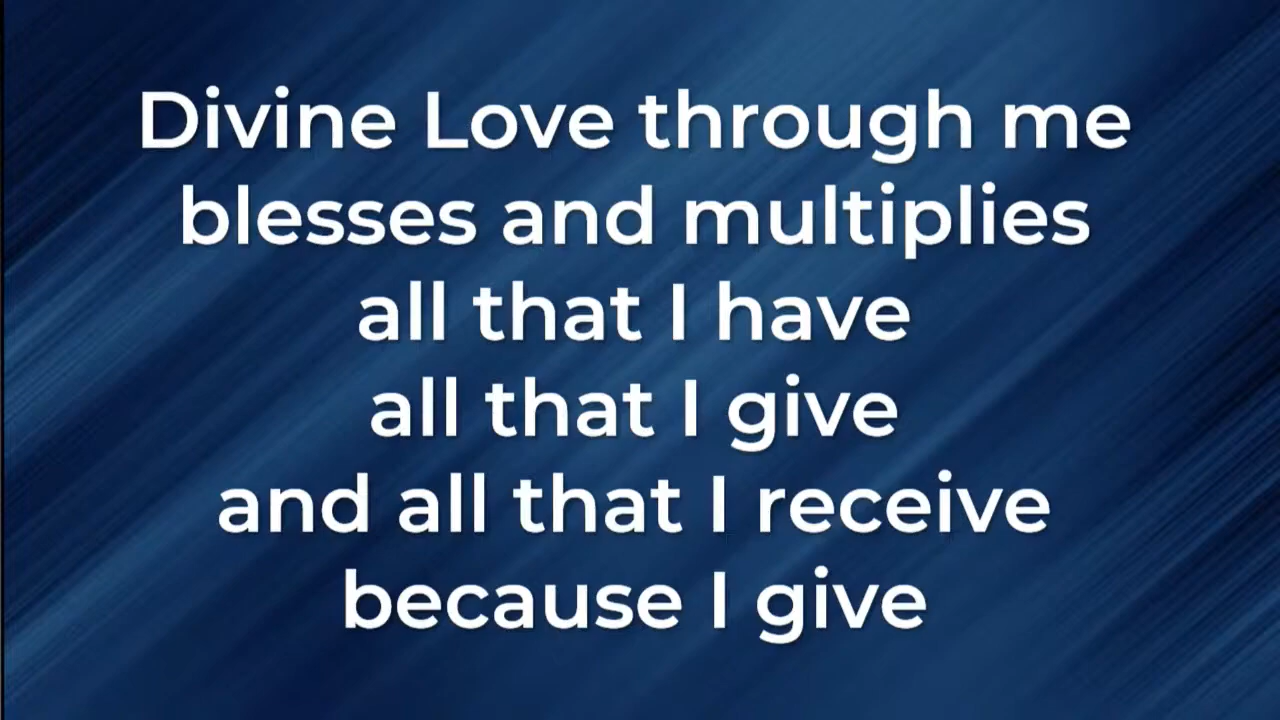 Divine Love through me
blesses and multiplies
all that I have
all that I give
and all that I receive
because I give